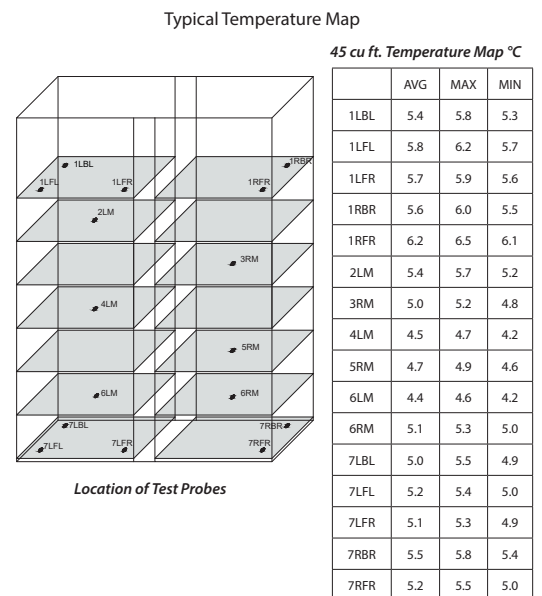 Typical Temperature Map
45 cu ft. Temperature Map °C
1LBL
1RBR
1LFL
1LFR
1RFR
2LM
3RM
4LM
5RM
6LM
6RM
7LBL
7RBR
7LFL
7LFR
7RFR
Location of Test Probes
AVG MAX MIN
1LBL 5.4 5.8 5.3
1LFL 5.8 6.2 5.7
1LFR 5.7 5.9 5.6
1RBR 5.6 6.0 5.5
1RFR 6.2 6.5 6.1
2LM 5.4 5.7 5.2
3RM 5.0 5.2 4.8
4LM 4.5 4.7 4.2
5RM 4.7 4.9 4.6
6LM 4.4 4.6 4.2
6RM 5.1 5.3 5.0
7LBL 5.0 5.5 4.9
7LFL 5.2 5.4 5.0
7LFR 5.1 5.3 4.9
7RBR 5.5 5.8 5.4
7RFR 5.2 5.5 5.0